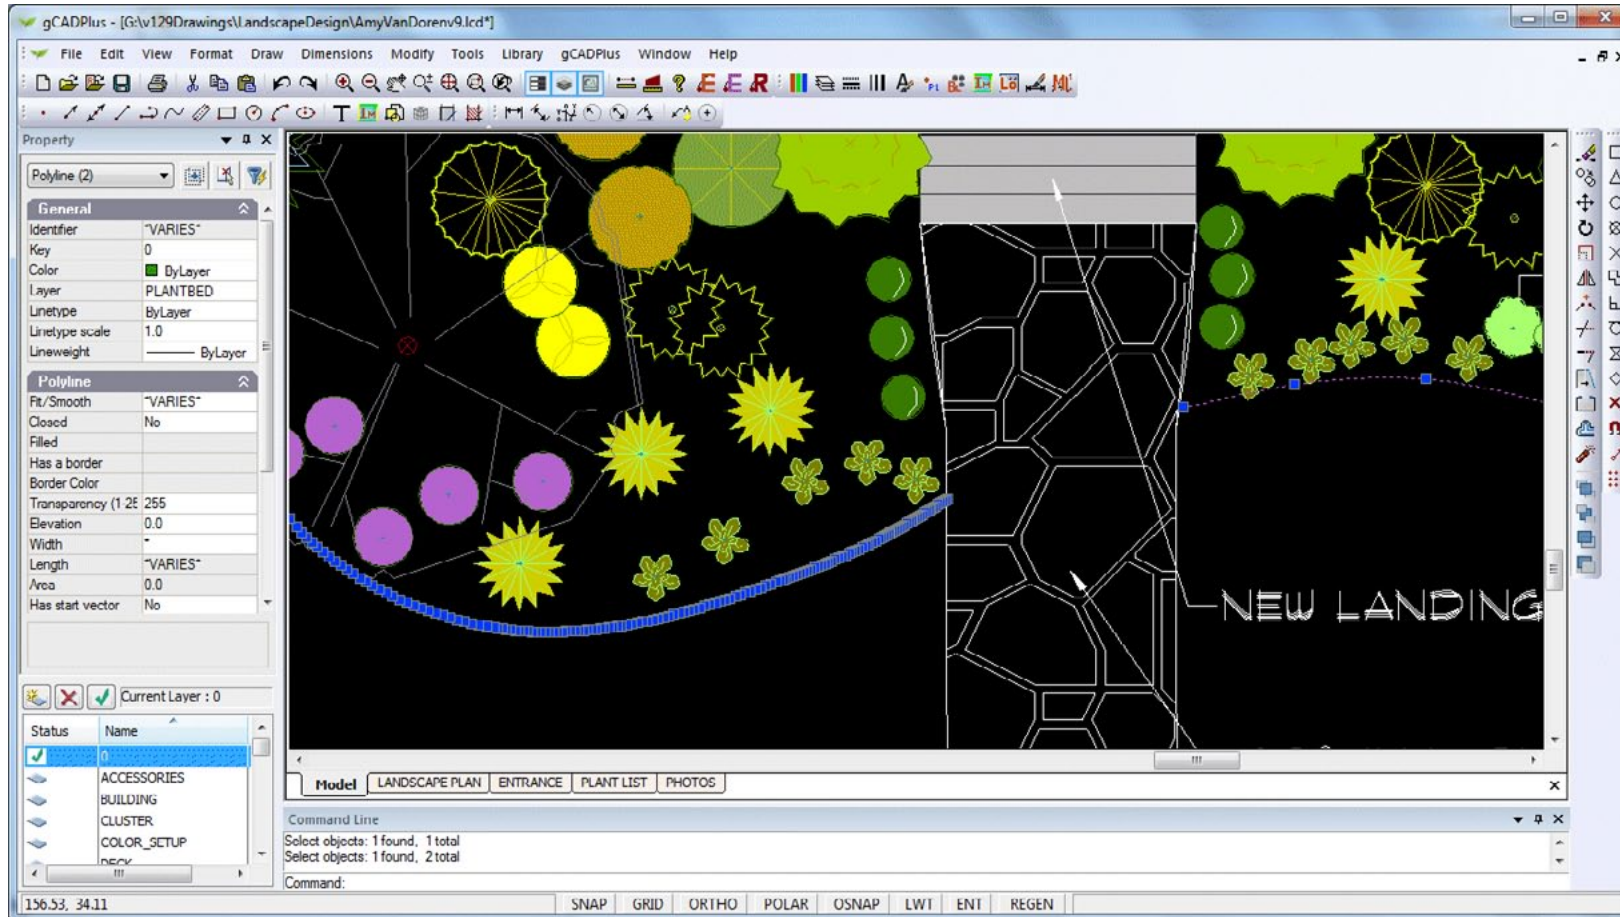 gCADPlus - [G:\v129Drawings\LandscapeDesign\AmyVanDorenv9.lcd*]
File Edit View Format Draw Dimensions Modify Tools Library gCADPlus Window Help
Property
Polyline (2)
General
Identifier *VARIES*
Key 0
Color ByLayer
Layer PLANTBED
Linetype ByLayer
Linetype scale 1.0
Lineweight ByLayer
Polyline
Fit/Smooth *VARIES*
Closed No
Filled
Has a border
Border Color
Transparency (1 25 255
Elevation 0.0
Width
Length *VARIES*
Area 0.0
Has start vector No
NEW LANDING
Current Layer : 0
Status Name
0
ACCESSORIES
BUILDING
CLUSTER
COLOR_SETUP
DECK
Model LANDSCAPE PLAN ENTRANCE PLANT LIST PHOTOS
Command Line
Select objects: 1 found, 1 total
Select objects: 1 found, 2 total
Command:
156.53, 34.11 SNAP GRID ORTHO POLAR OSNAP LWT ENT REGEN